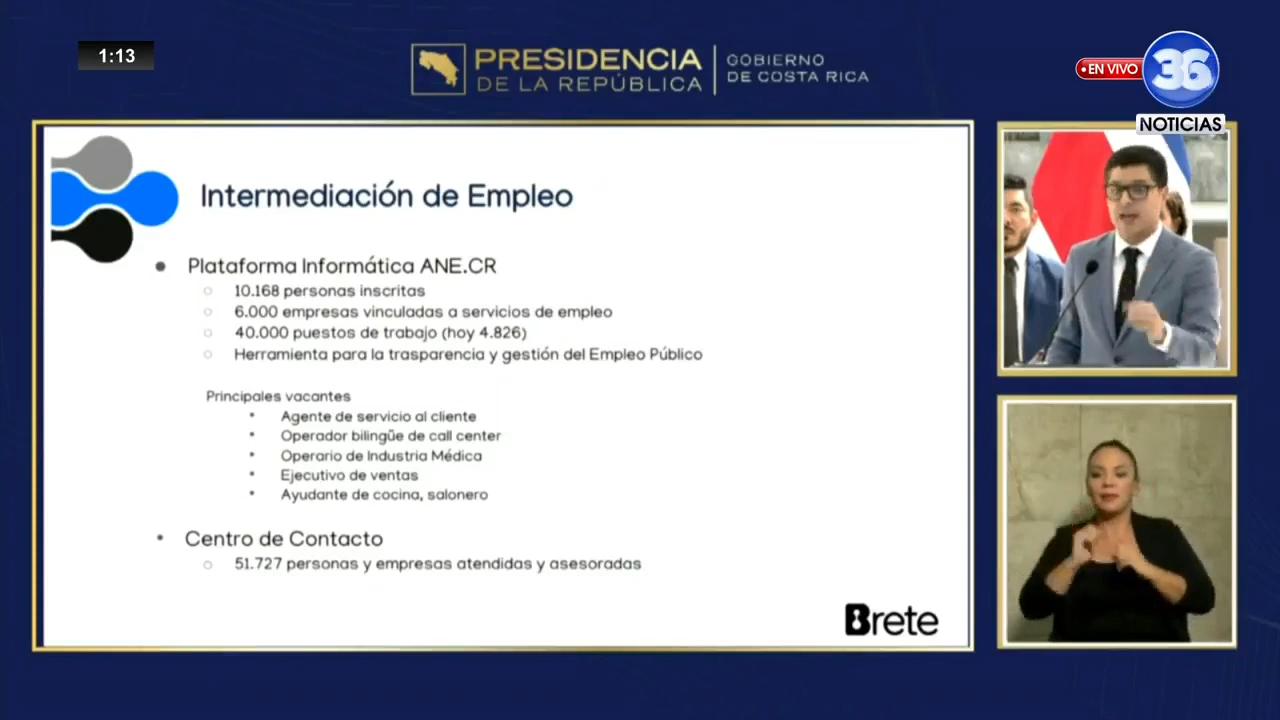 1:13
PRESIDENCIA
DE LA REPÚBLICA
GOBIERNO
DE COSTA RICA
• EN VIVO
36
NOTICIAS
Intermediación de Empleo
● Plataforma Informática ANE.CR
○ 10.168 personas inscritas
○ 6.000 empresas vinculadas a servicios de empleo
○ 40.000 puestos de trabajo (hoy 4.826)
○ Herramienta para la trasparencia y gestión del Empleo Público
Principales vacantes
• Agente de servicio al cliente
• Operador bilingüe de call center
• Operario de Industria Médica
• Ejecutivo de ventas
• Ayudante de cocina, salonero
• Centro de Contacto
○ 51.727 personas y empresas atendidas y asesoradas
Brete